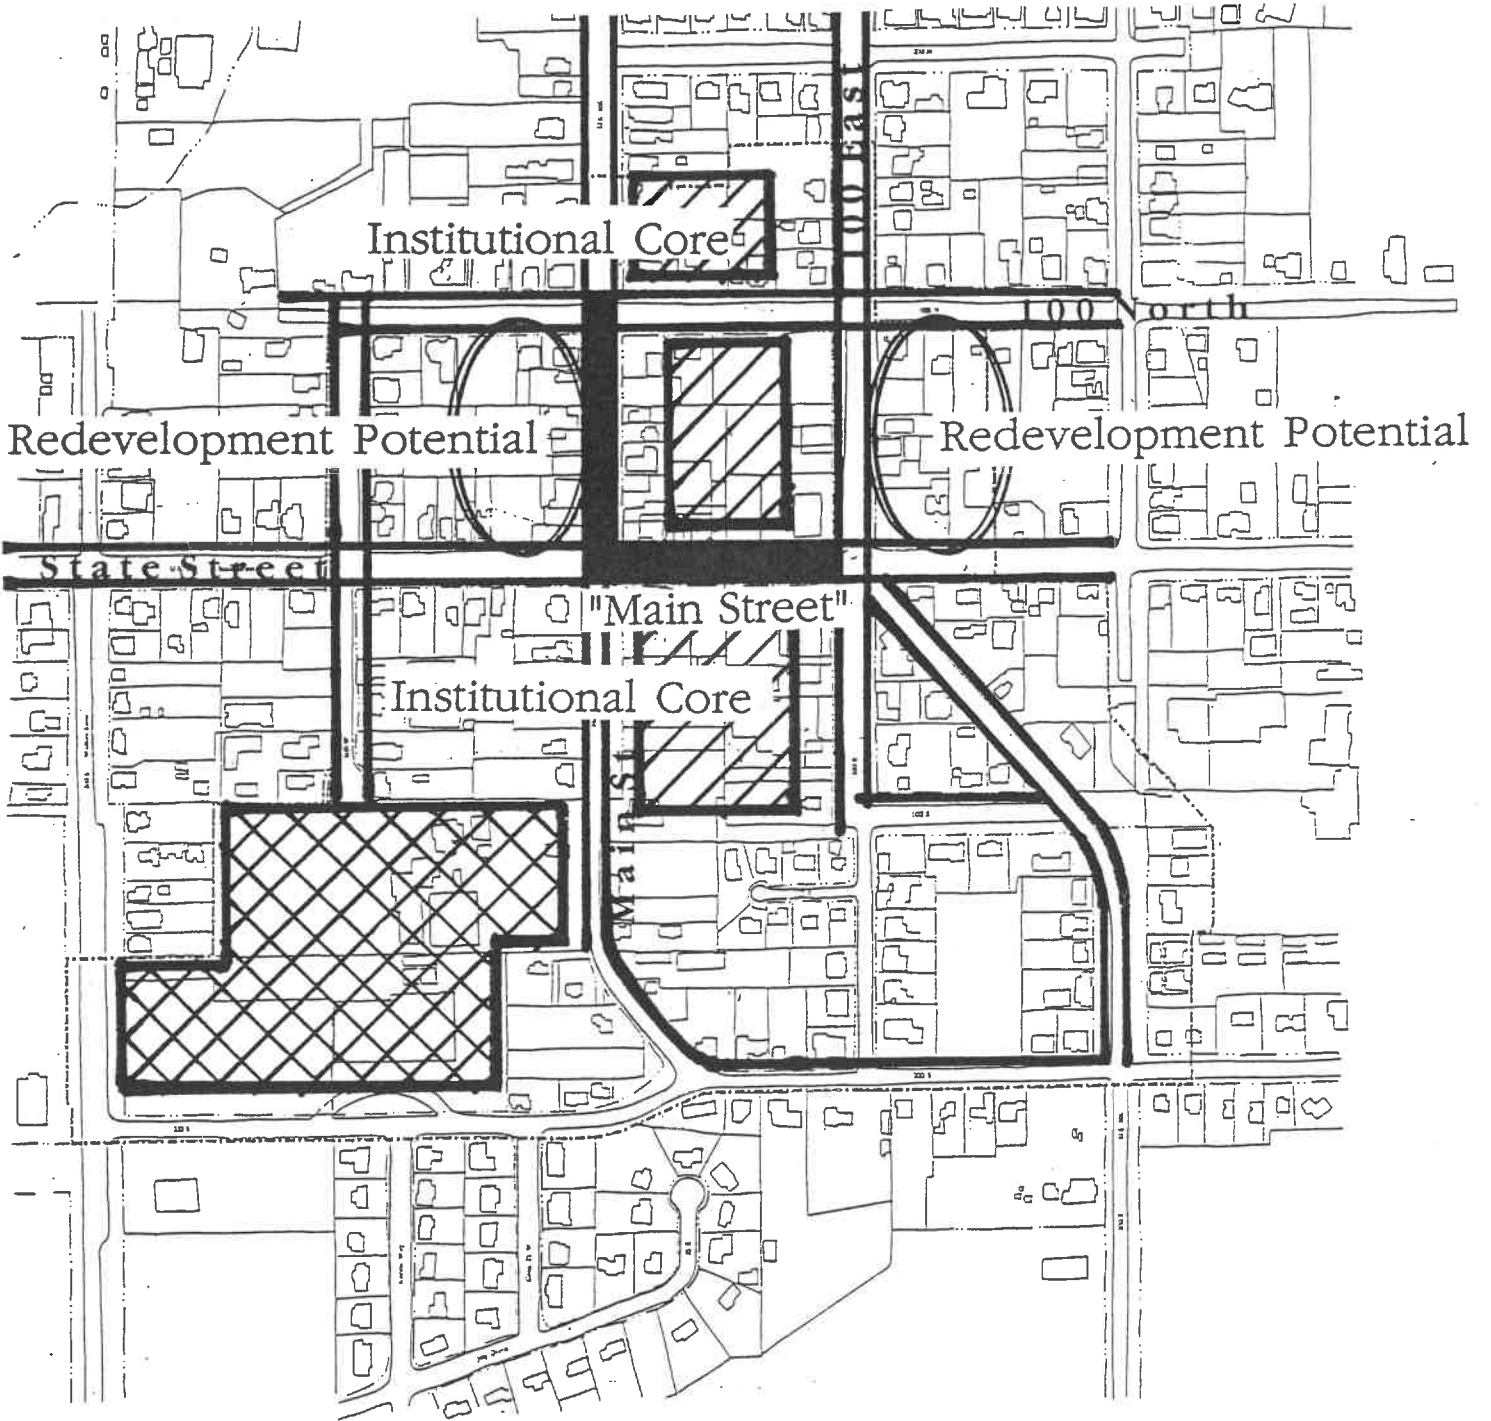 100 East
Institutional Core
100 North
Redevelopment Potential
Redevelopment Potential
State Street
"Main Street"
Institutional Core
Main St